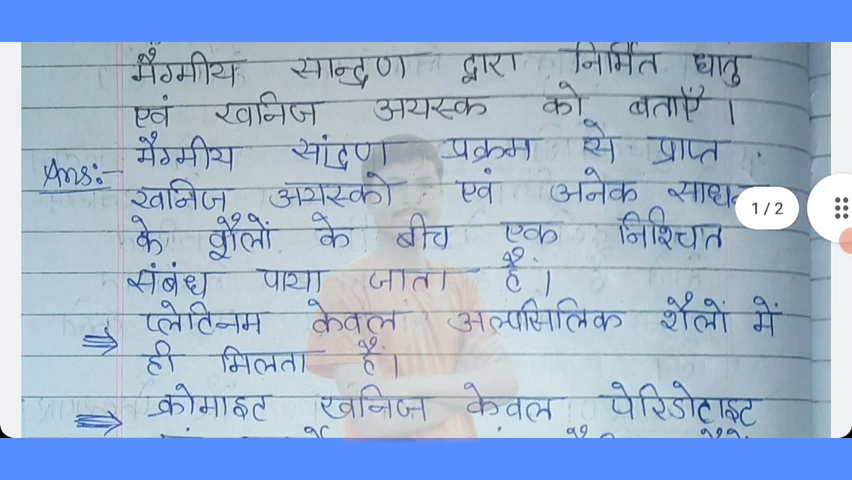 मैग्मीय सान्द्रण द्वारा निर्मित धातु
एवं खनिज अयस्क को बताएँ।
Ans:- मैग्मीय सांद्रण प्रक्रम से प्राप्त
खनिज अयस्को एवं अनेक
1/2
के शैलों के बीच एक निश्चित
संबंध पाया जाता है।
⇒ प्लेटिनम केवल अल्पसिलिक शैलों में
ही मिलता है।
⇒ क्रोमाइट खनिज केवल पेरिडोटाइट